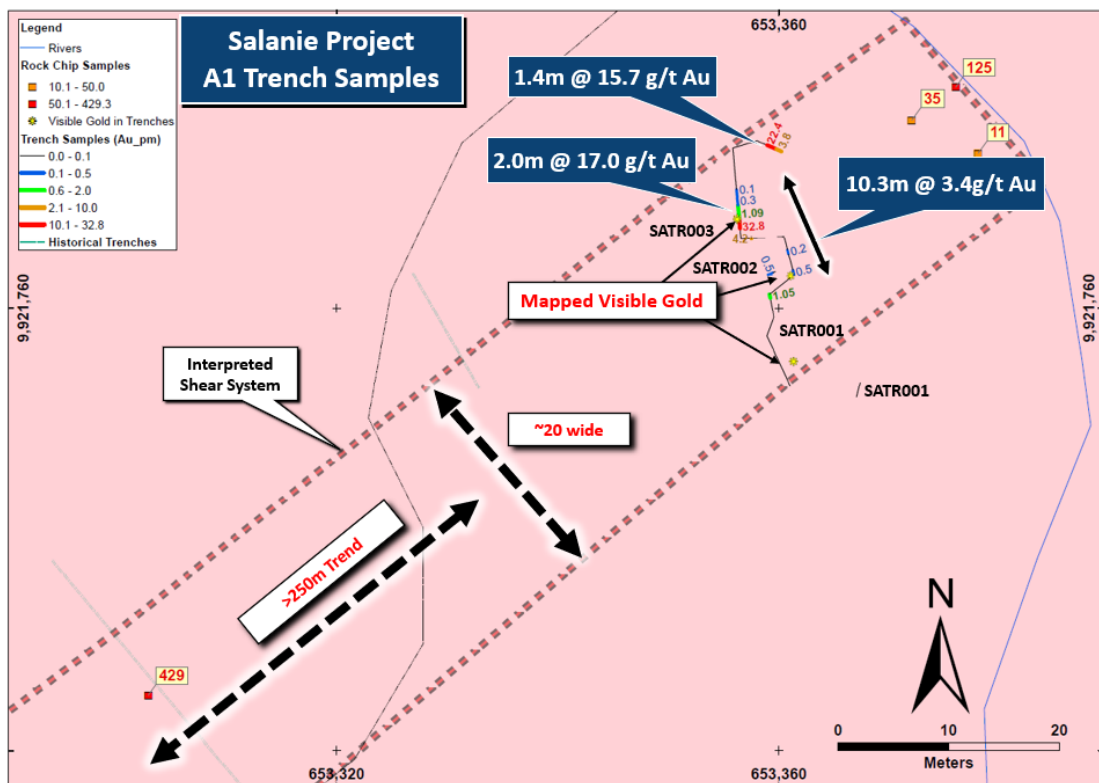 Legend
Rivers
Rock Chip Samples
10.1 - 50.0
50.1 - 429.3
Visible Gold in Trenches
Trench Samples (Au_pm)
0.0 - 0.1
0.1 - 0.5
0.6 - 2.0
2.1 - 10.0
10.1 - 32.8
Historical Trenches
Salanie Project
A1 Trench Samples
653,360
1.4m @ 15.7 g/t Au
125
35
11
22.4
3.8
2.0m @ 17.0 g/t Au
10.3m @ 3.4g/t Au
0.1
0.3
1.09
32.8
4.2
SATR003
0.2
SATR002
0.5
0.5
Mapped Visible Gold
1.05
9,921,760
9,921,760
SATR001
Interpreted
Shear System
SATR001
~20 wide
>250m Trend
429
N
0 10 20
Meters
653,320
653,360